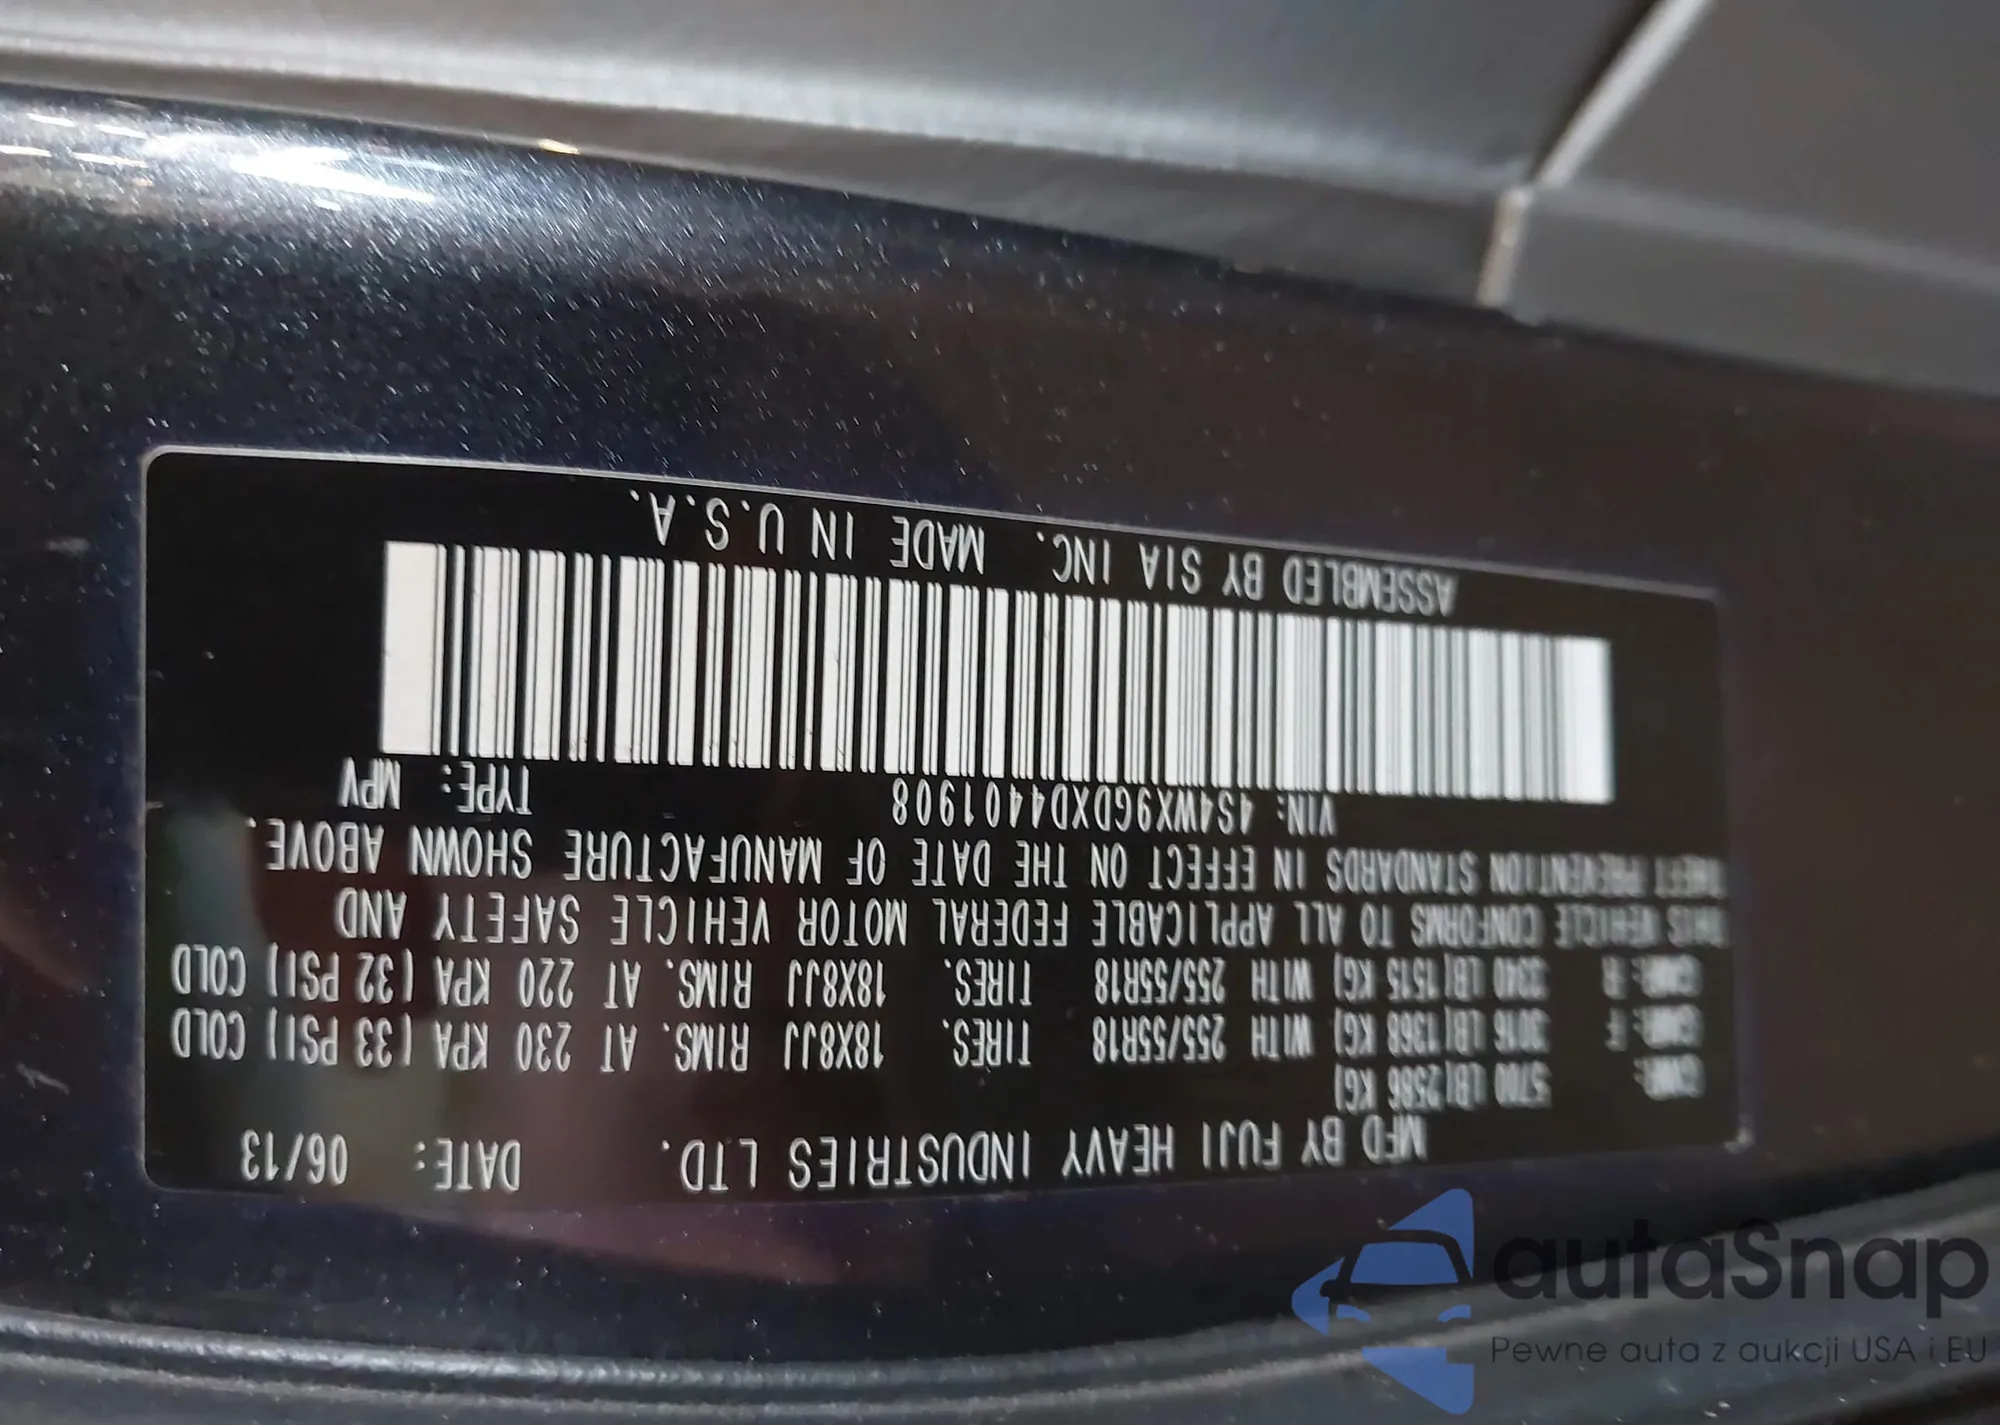 MFD BY FUJI HEAVY INDUSTRIES LTD. DATE: 06/13
GVWR: 5700 LB(2586 KG)
GAWR: F 3016 LB(1368 KG) WITH 255/55R18 TIRES. 18X8JJ RIMS. AT 230 KPA (33 PSI) COLD
GAWR: R 3340 LB(1515 KG) WITH 255/55R18 TIRES. 18X8JJ RIMS. AT 220 KPA (32 PSI) COLD
THIS VEHICLE CONFORMS TO ALL APPLICABLE FEDERAL MOTOR VEHICLE SAFETY AND
THEFT PREVENTION STANDARDS IN EFFECT ON THE DATE OF MANUFACTURE SHOWN ABOVE.
VIN: 4S4WX9GDXD4401908 TYPE: MPV
ASSEMBLED BY SIA INC. MADE IN U.S.A.
autaSnap
Pewne auta z aukcji USA i EU